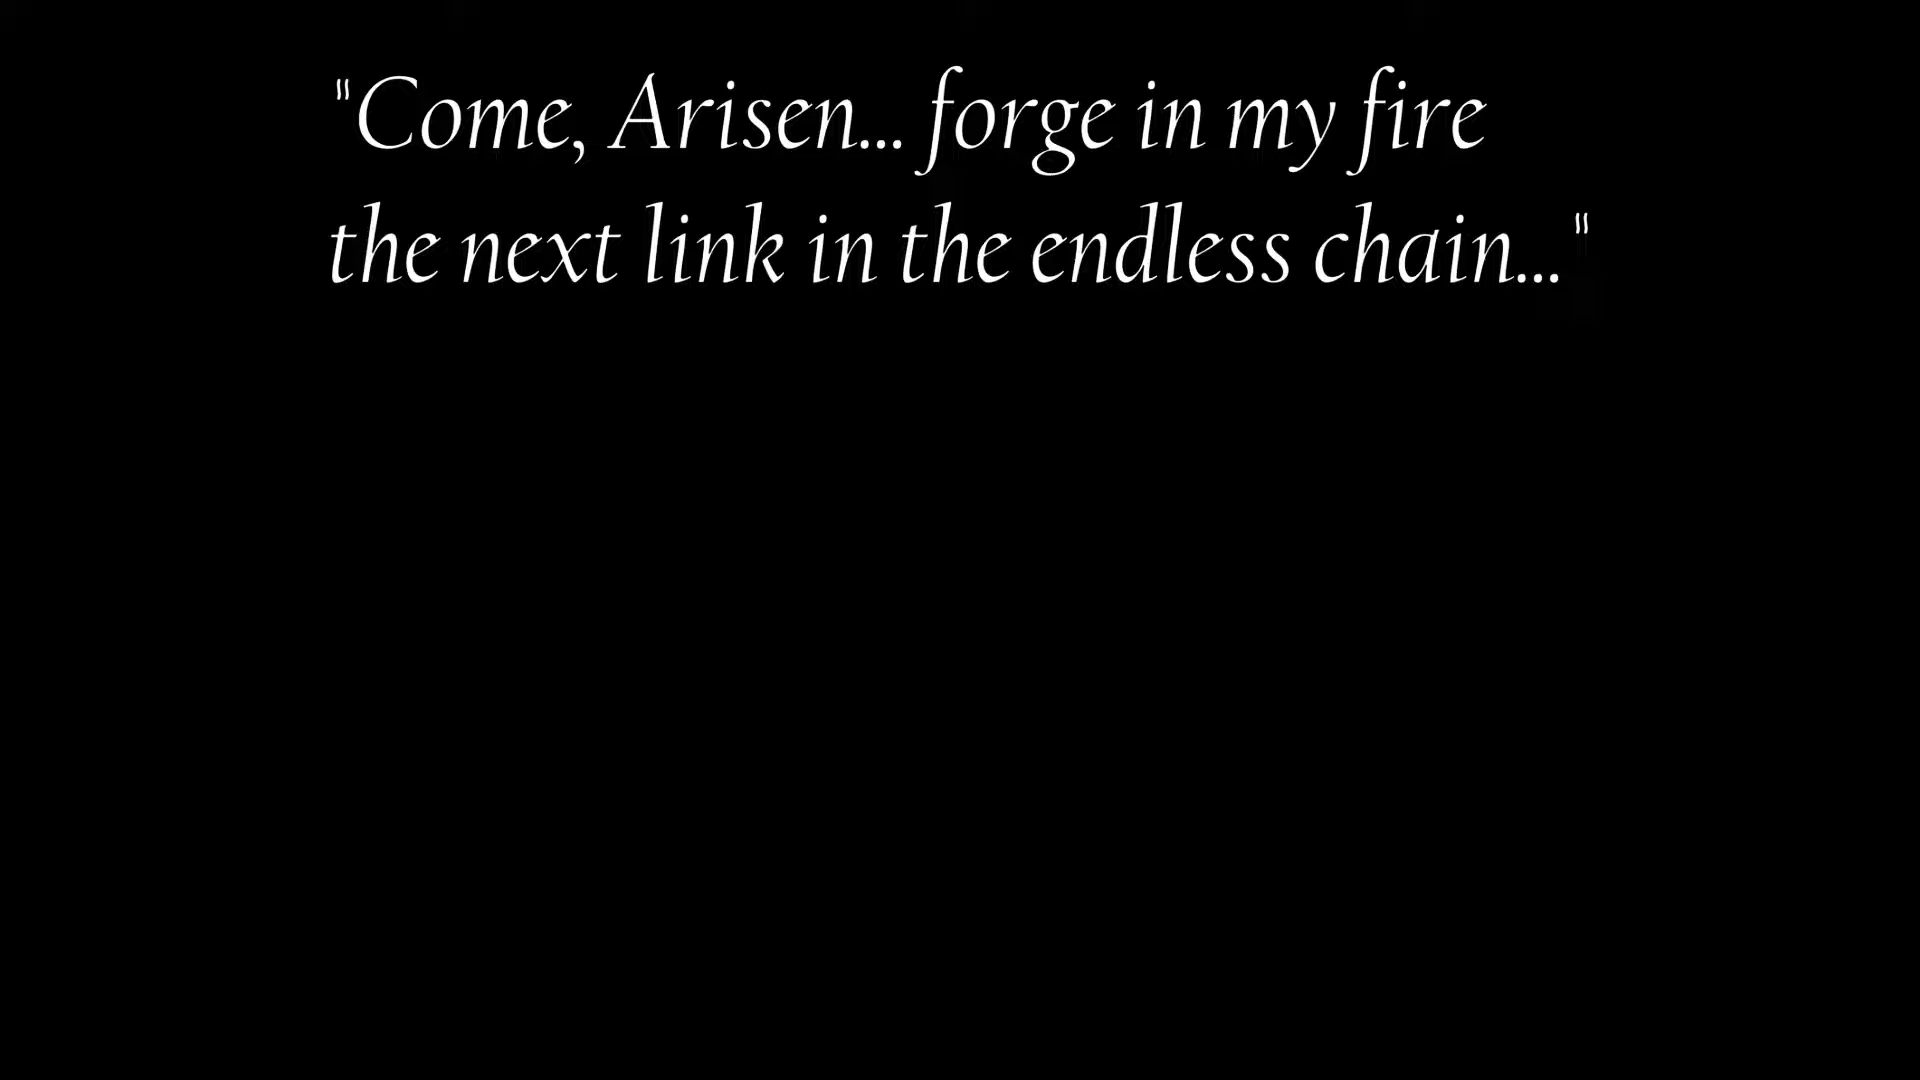 "Come, Arisen... forge in my fire
the next link in the endless chain..."